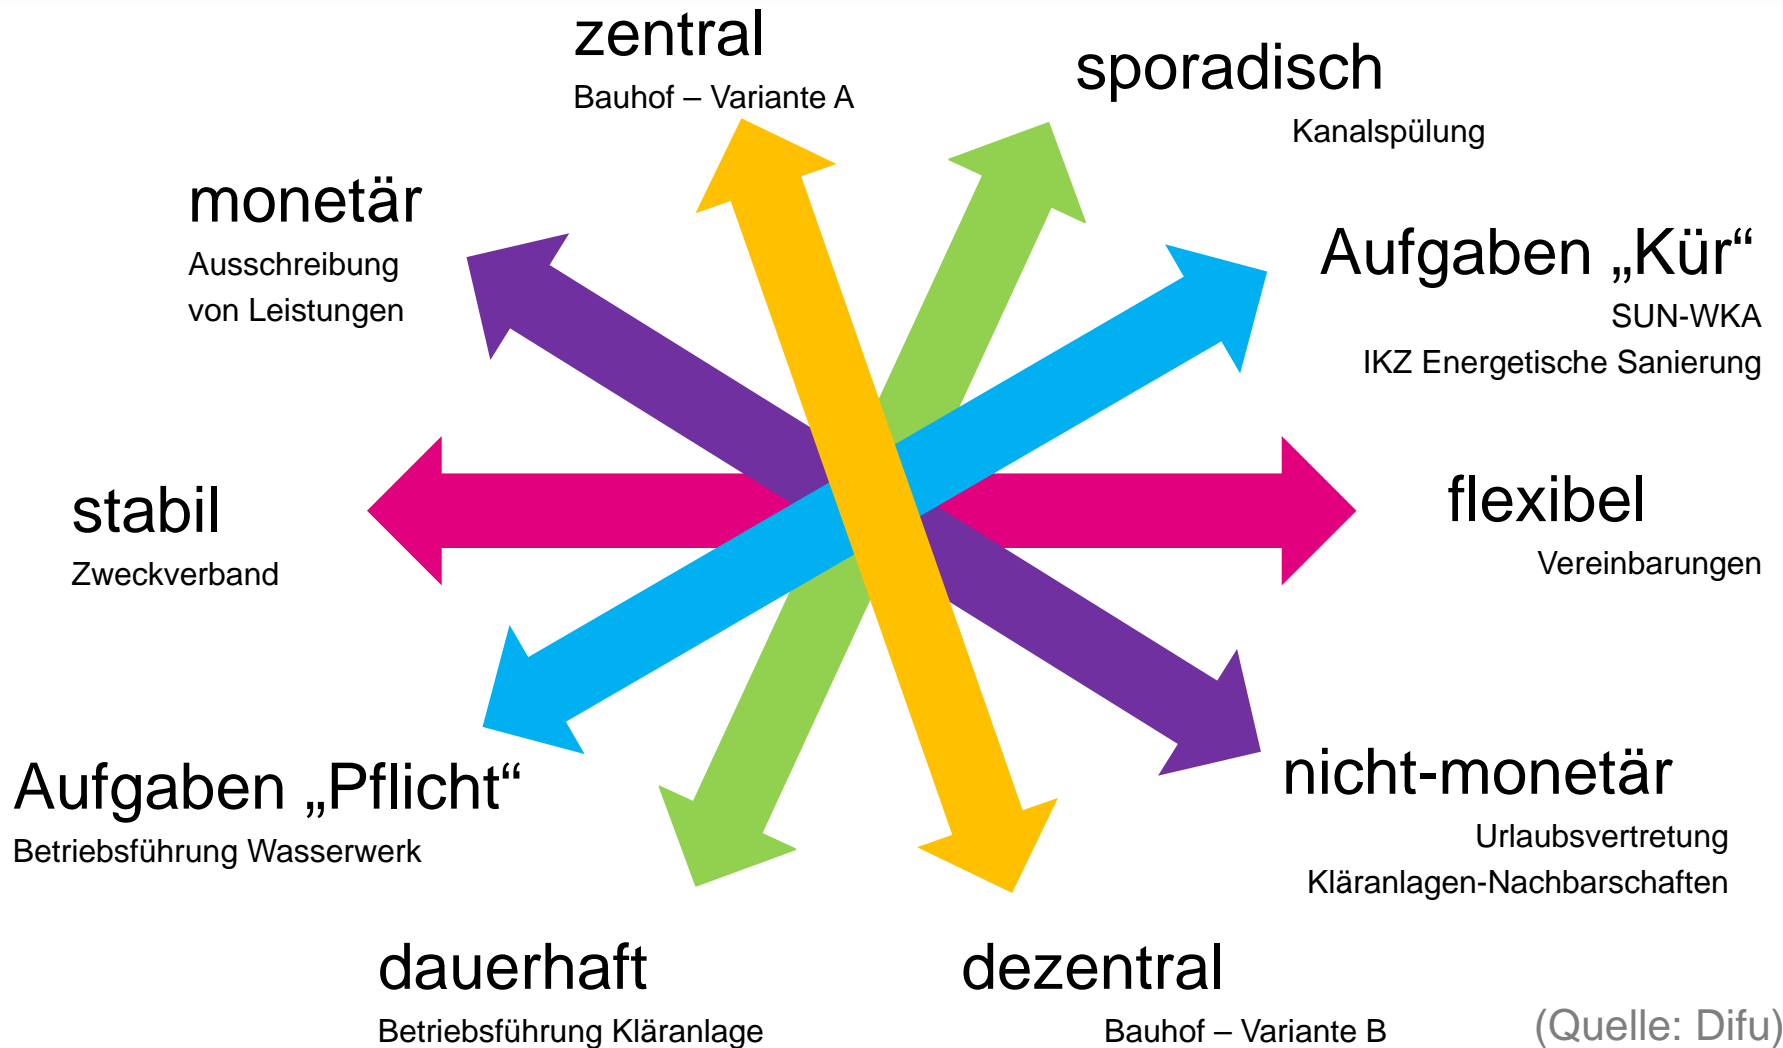 zentral
Bauhof – Variante A
sporadisch
Kanalspülung
monetär
Ausschreibung
von Leistungen
Aufgaben „Kür“
SUN-WKA
IKZ Energetische Sanierung
stabil
Zweckverband
flexibel
Vereinbarungen
Aufgaben „Pflicht“
Betriebsführung Wasserwerk
nicht-monetär
Urlaubsvertretung
Kläranlagen-Nachbarschaften
dauerhaft
Betriebsführung Kläranlage
dezentral
Bauhof – Variante B
(Quelle: Difu)